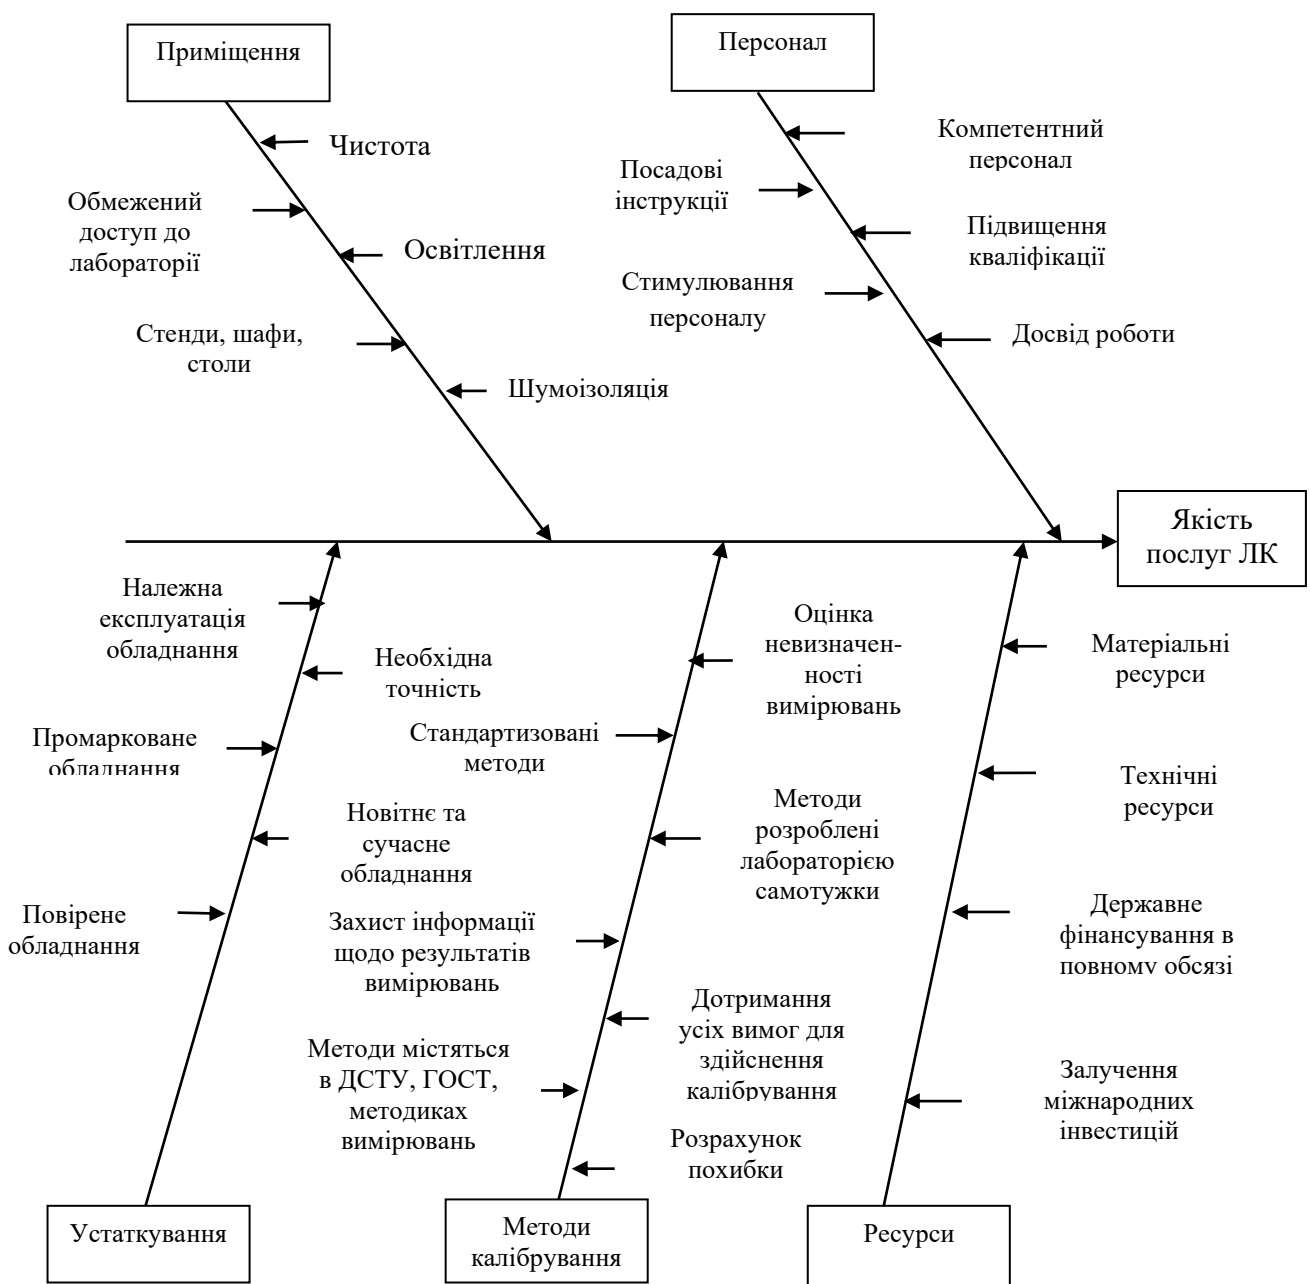 Приміщення
Персонал
Чистота
Обмежений
доступ до
лабораторії
Освітлення
Стенди, шафи,
столи
Шумоізоляція
Компетентний
персонал
Посадові
інструкції
Підвищення
кваліфікації
Стимулювання
персоналу
Досвід роботи
Якість
послуг ЛК
Належна
експлуатація
обладнання
Необхідна
точність
Промарковане
обладнання
Новітнє та
сучасне
обладнання
Повірене
обладнання
Оцінка
невизначен-
ності
вимірювань
Стандартизовані
методи
Методи
розроблені
лабораторією
самотужки
Захист інформації
щодо результатів
вимірювань
Дотримання
усіх вимог для
здійснення
калібрування
Методи містяться
в ДСТУ, ГОСТ,
методиках
вимірювань
Розрахунок
похибки
Матеріальні
ресурси
Технічні
ресурси
Державне
фінансування в
повному обсязі
Залучення
міжнародних
інвестицій
Устаткування
Методи
калібрування
Ресурси